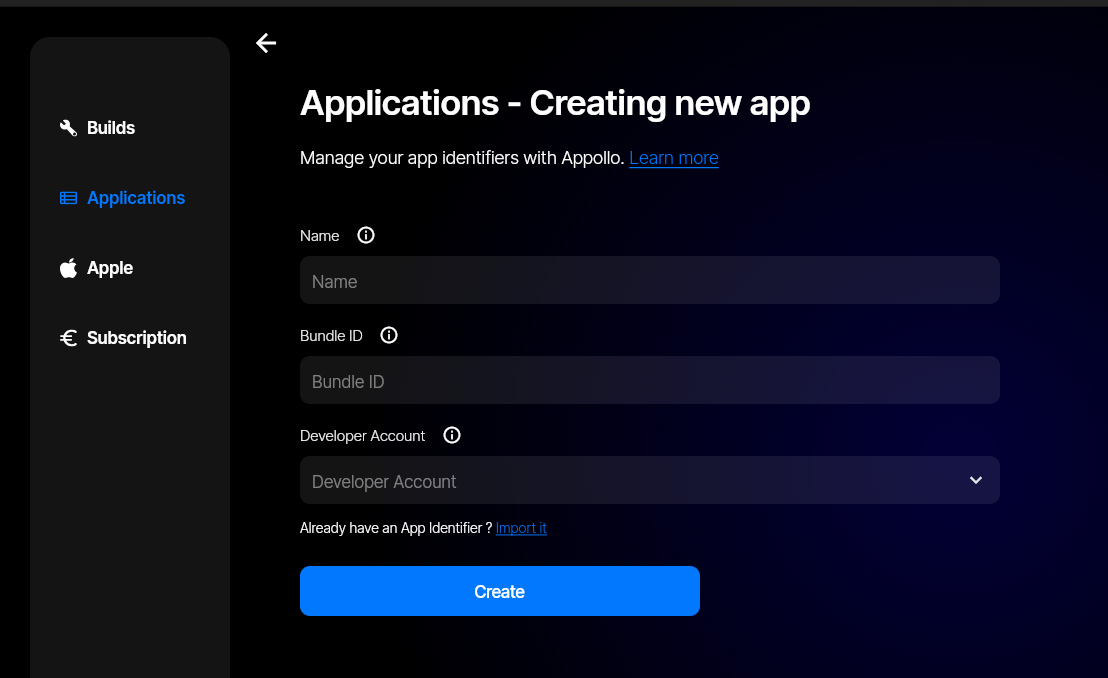 Builds
Applications
Apple
Subscription
Applications - Creating new app
Manage your app identifiers with Appollo. Learn more
Name
Name
Bundle ID
Bundle ID
Developer Account
Developer Account
Already have an App Identifier ? Import it
Create